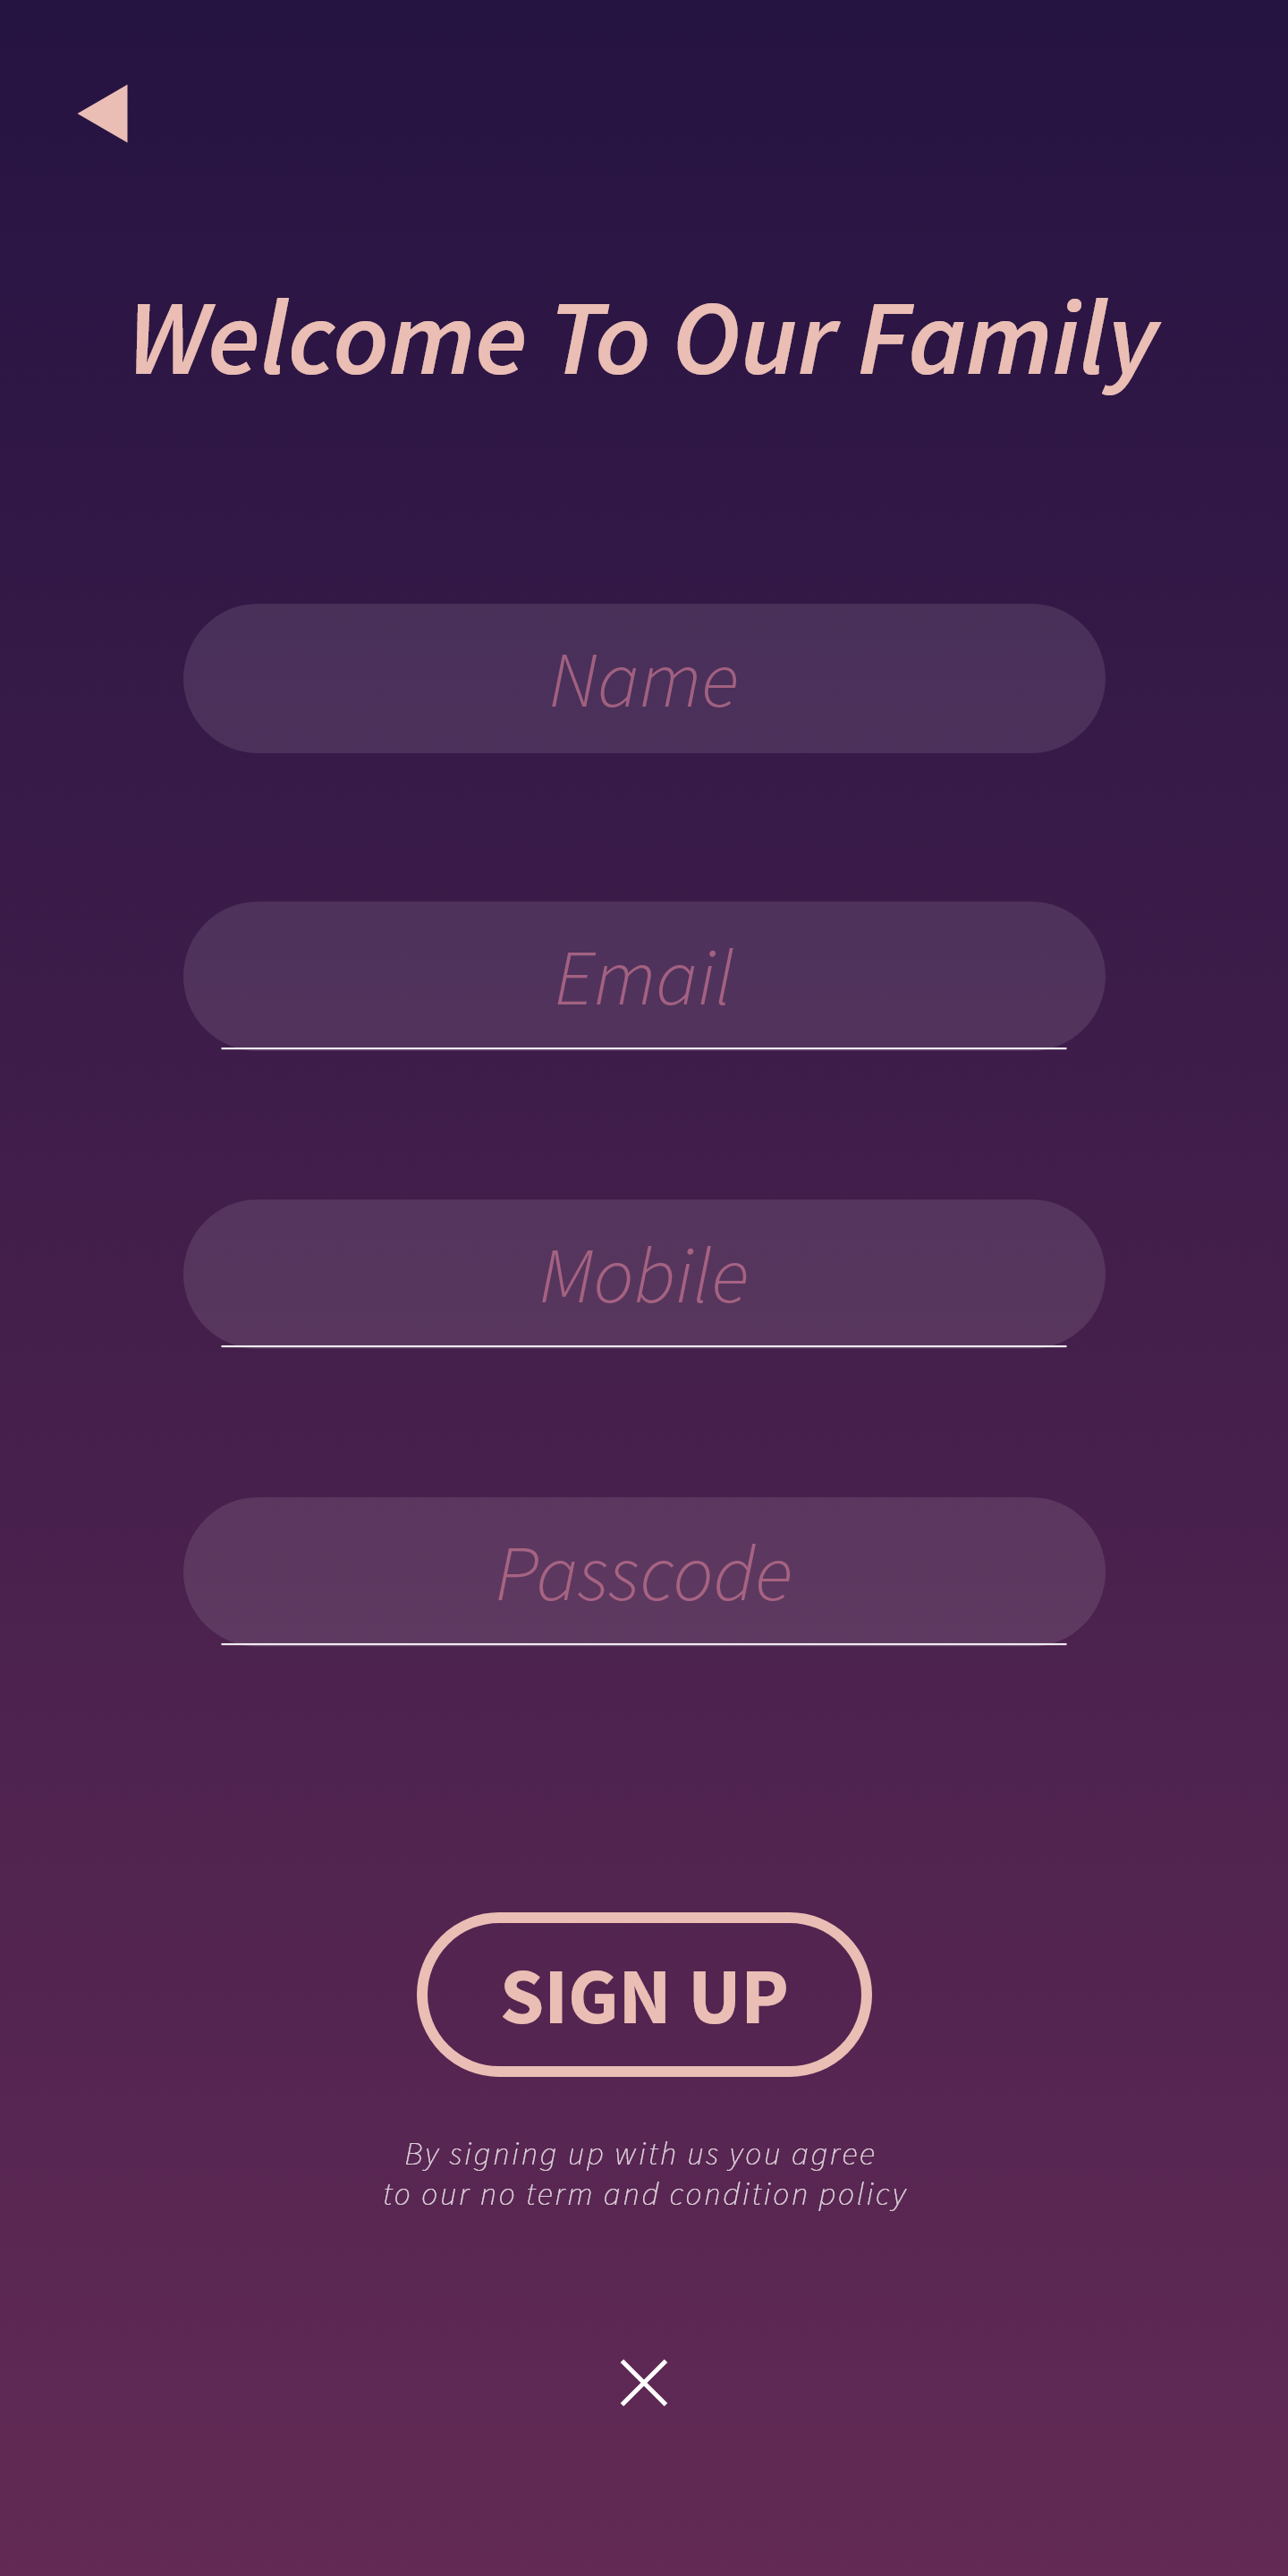 Welcome To Our Family
Name
Email
Mobile
Passcode
SIGN UP
By signing up with us you agree
to our no term and condition policy